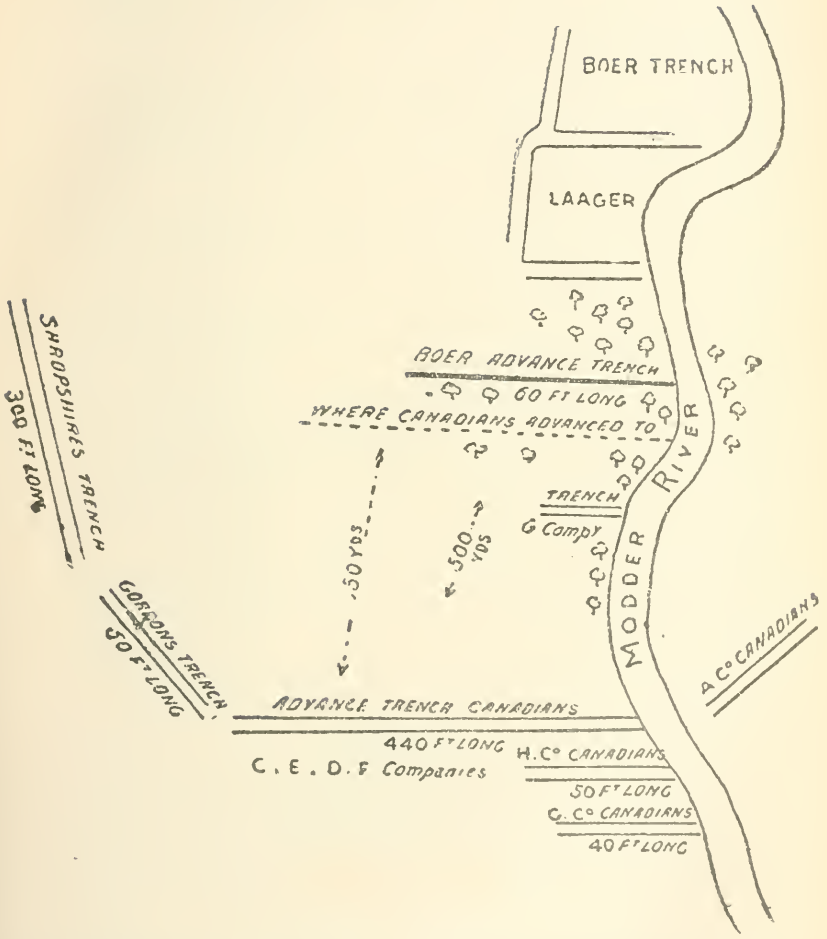 BOER TRENCH
LAAGER
BOER ADVANCE TRENCH
60 FT LONG
WHERE CANADIANS ADVANCED TO
SHROPSHIRES TRENCH
300 FT LONG
50 YDS
500
YDS
TRENCH
G Compy
MODDER RIVER
GORDONS TRENCH
50 FT LONG
A Co CANADIANS
ADVANCE TRENCH CANADIANS
440 FT LONG
C. E. D. F Companies
H. Co CANADIANS
50 FT LONG
G. Co CANADIANS
40 FT LONG